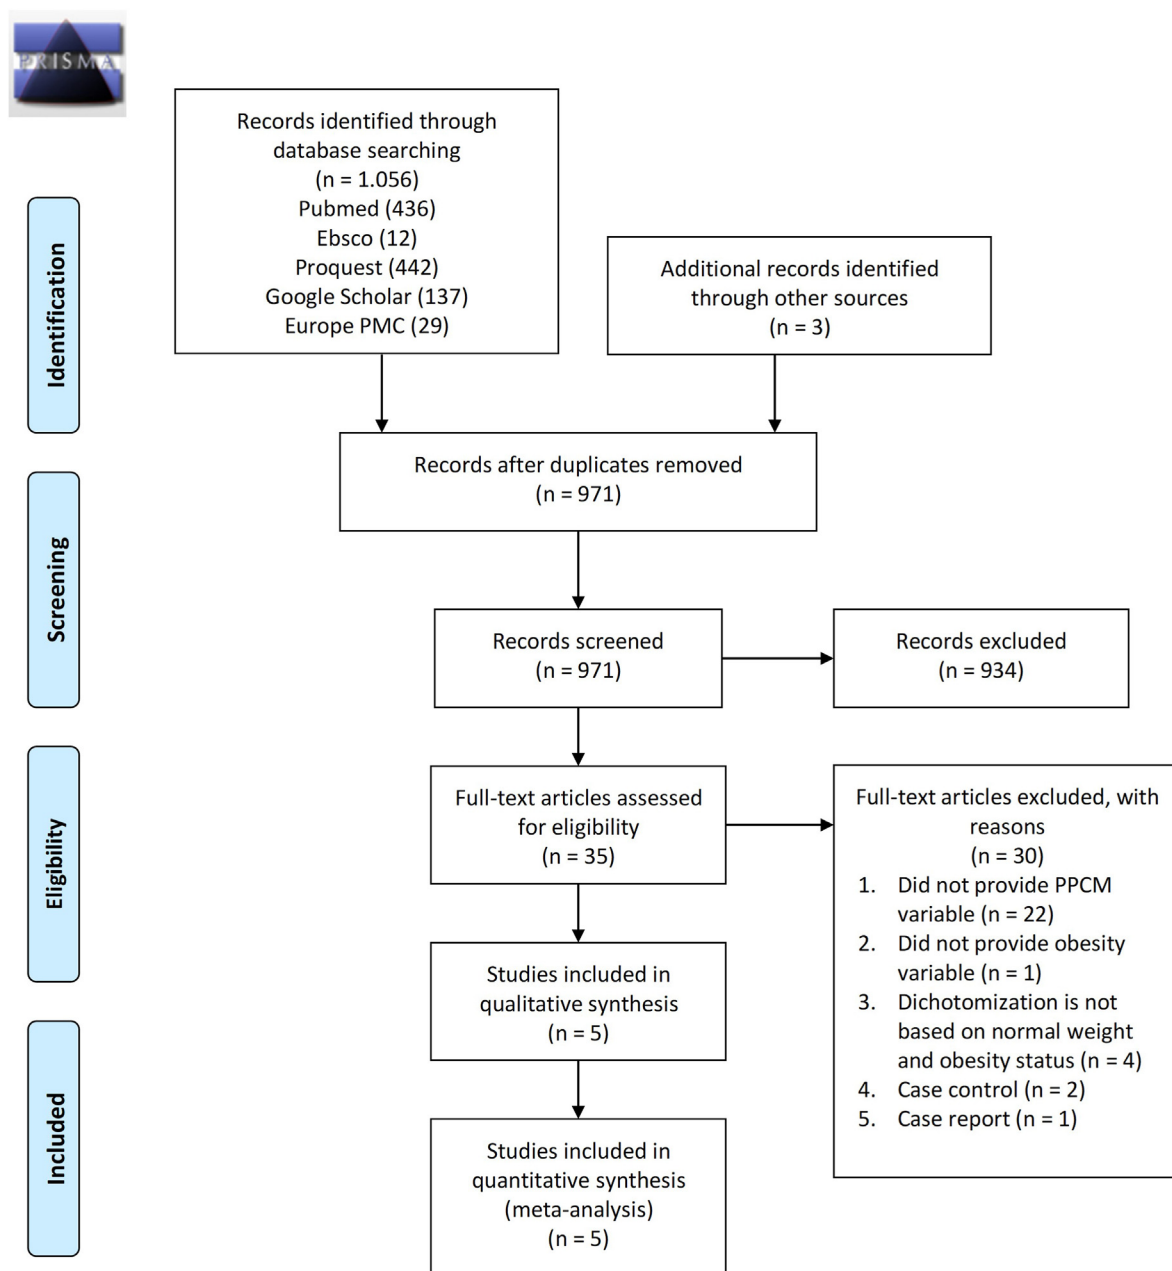 PRISMA
Records identified through
database searching
(n = 1.056)
Pubmed (436)
Ebsco (12)
Proquest (442)
Google Scholar (137)
Europe PMC (29)
Additional records identified
through other sources
(n = 3)
Identification
Records after duplicates removed
(n = 971)
Screening
Records screened
(n = 971)
Records excluded
(n = 934)
Eligibility
Full-text articles assessed
for eligibility
(n = 35)
Full-text articles excluded, with
reasons
(n = 30)
1. Did not provide PPCM
variable (n = 22)
2. Did not provide obesity
variable (n = 1)
3. Dichotomization is not
based on normal weight
and obesity status (n = 4)
4. Case control (n = 2)
5. Case report (n = 1)
Studies included in
qualitative synthesis
(n = 5)
Included
Studies included in
quantitative synthesis
(meta-analysis)
(n = 5)